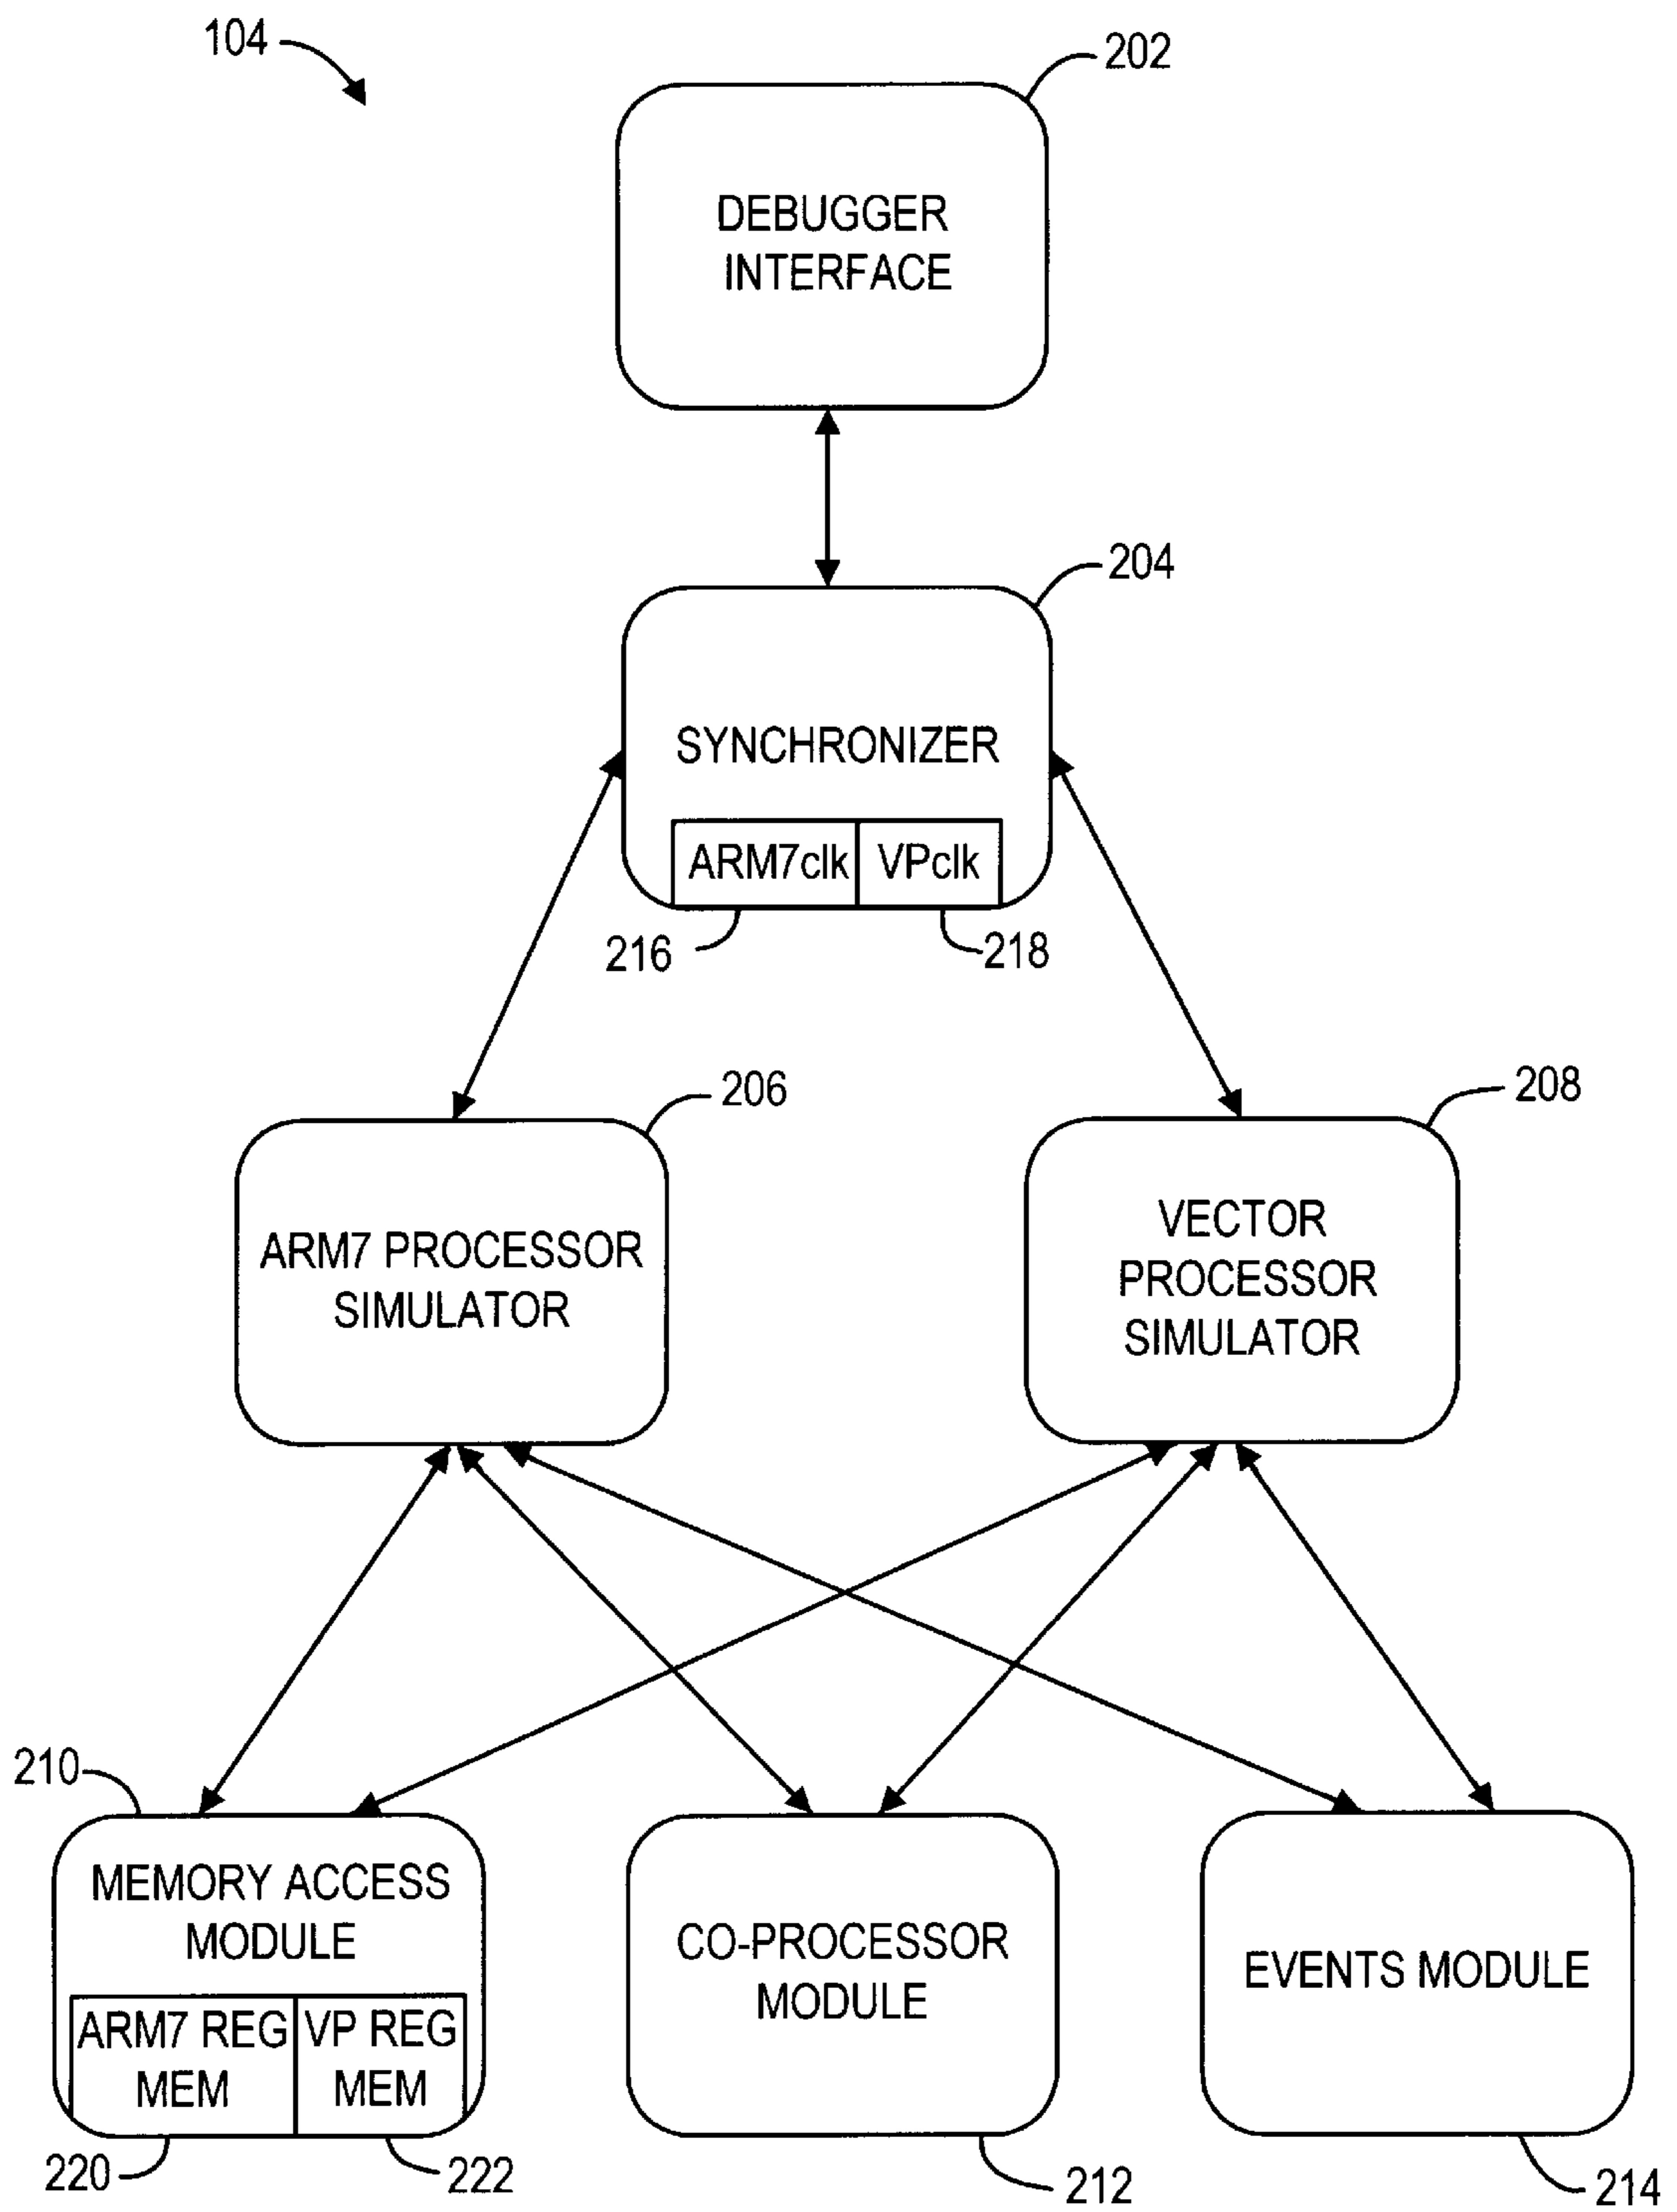 104
202
DEBUGGER
INTERFACE
204
SYNCHRONIZER
ARM7clk
VPclk
216
218
206
208
ARM7 PROCESSOR
SIMULATOR
VECTOR
PROCESSOR
SIMULATOR
210
MEMORY ACCESS
MODULE
ARM7 REG
MEM
VP REG
MEM
CO-PROCESSOR
MODULE
EVENTS MODULE
220
222
212
214